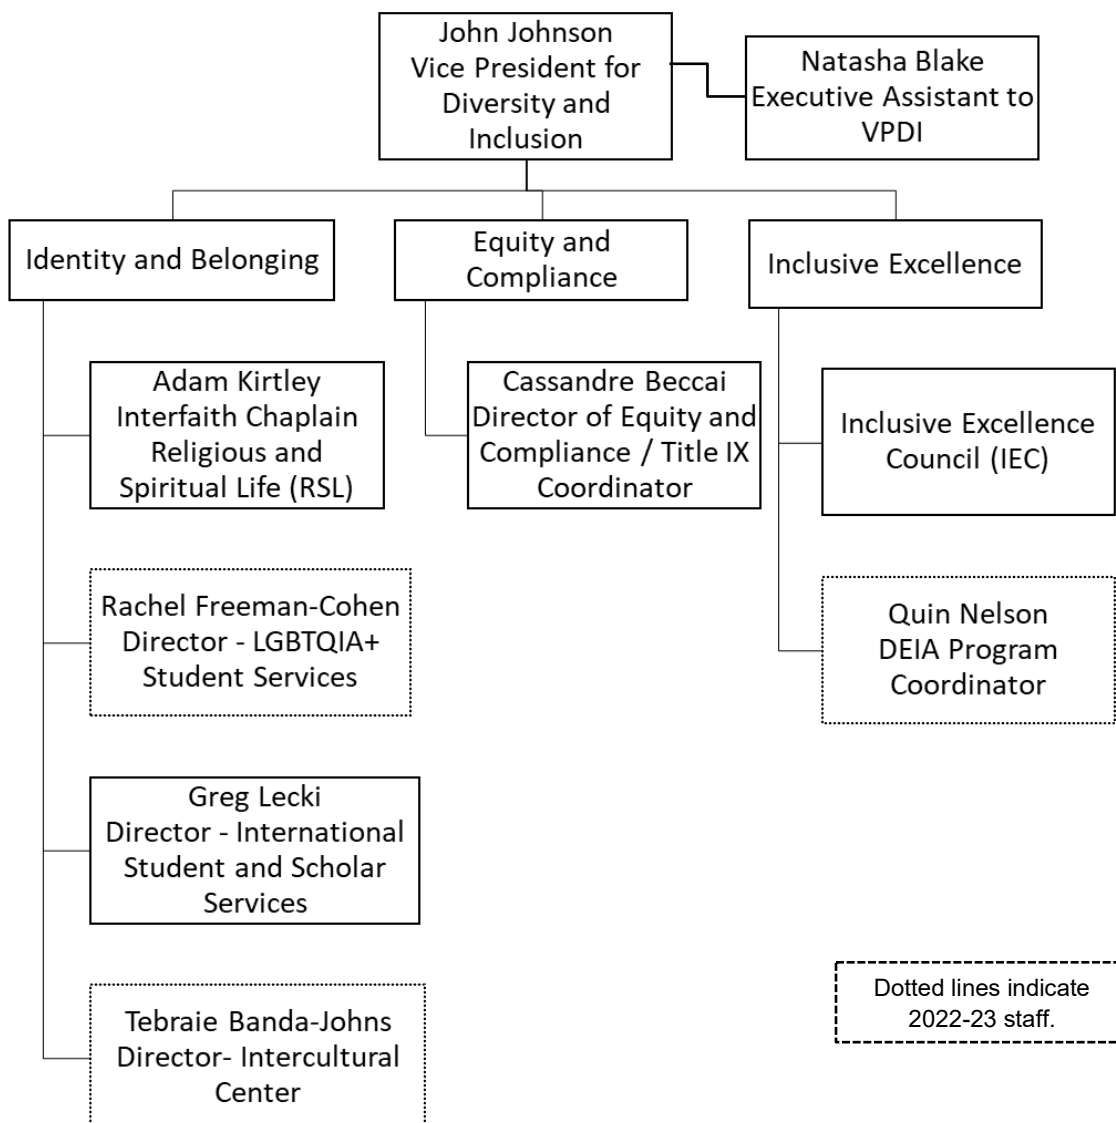 John Johnson
Vice President for
Diversity and
Inclusion
Natasha Blake
Executive Assistant to
VPDI
Identity and Belonging
Equity and
Compliance
Inclusive Excellence
Adam Kirtley
Interfaith Chaplain
Religious and
Spiritual Life (RSL)
Cassandre Beccai
Director of Equity and
Compliance / Title IX
Coordinator
Inclusive Excellence
Council (IEC)
Rachel Freeman-Cohen
Director - LGBTQIA+
Student Services
Quin Nelson
DEIA Program
Coordinator
Greg Lecki
Director - International
Student and Scholar
Services
Tebraie Banda-Johns
Director- Intercultural
Center
Dotted lines indicate
2022-23 staff.